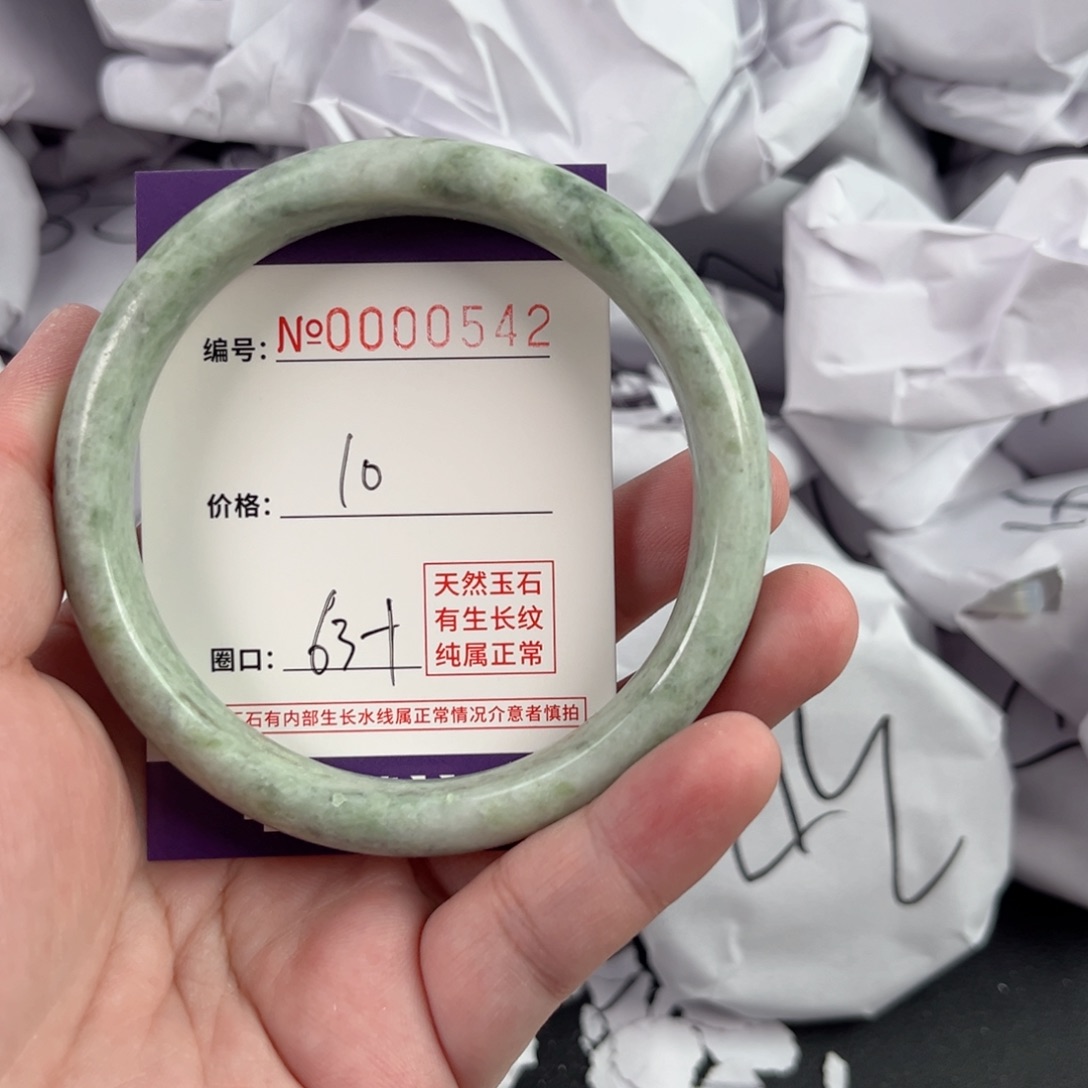 编号: №0000542
价格: 10
圈口: 63+
天然玉石
有生长纹
纯属正常
石有内部生长水线属正常情况介意者慎拍